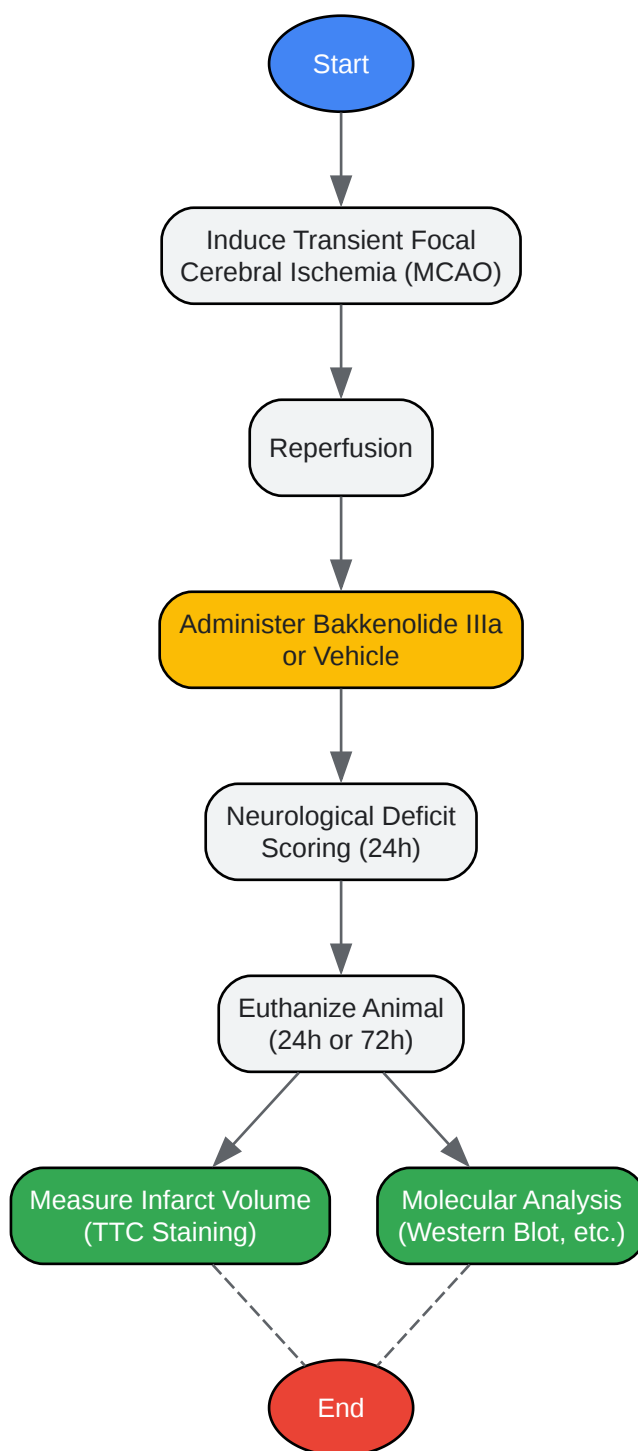 Start
Induce Transient Focal
Cerebral Ischemia (MCAO)
Reperfusion
Administer Bakkenolide IIIa
or Vehicle
Neurological Deficit
Scoring (24h)
Euthanize Animal
(24h or 72h)
Measure Infarct Volume
(TTC Staining)
Molecular Analysis
(Western Blot, etc.)
End